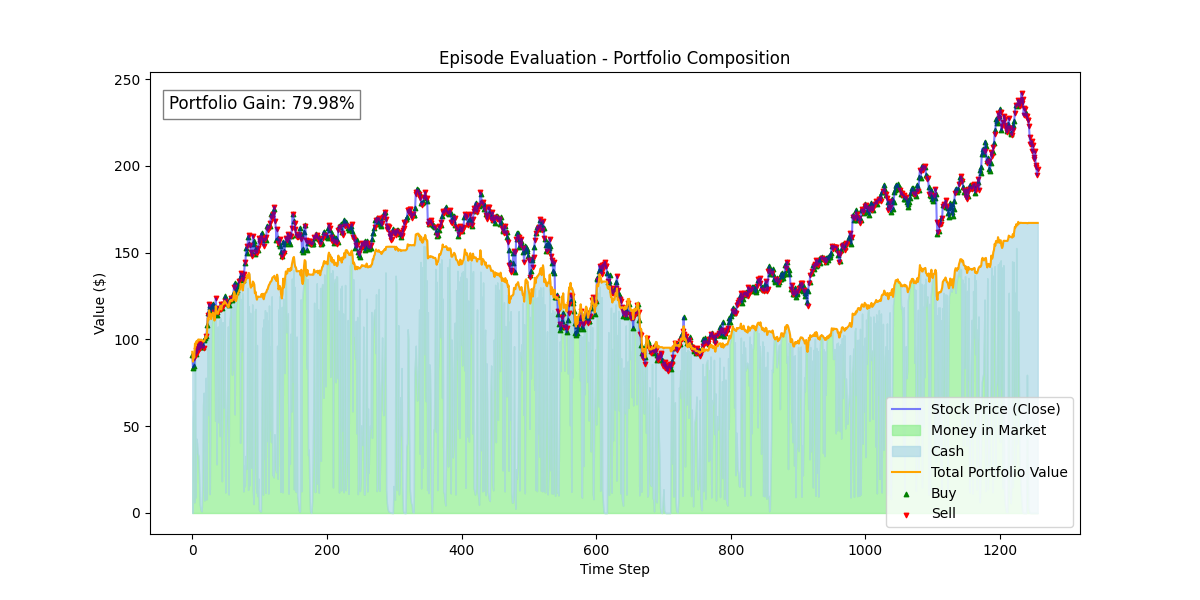 Episode Evaluation - Portfolio Composition
Portfolio Gain: 79.98%
Value ($)
250
200
150
100
50
0
0 200 400 600 800 1000 1200
Time Step
Stock Price (Close)
Money in Market
Cash
Total Portfolio Value
Buy
Sell